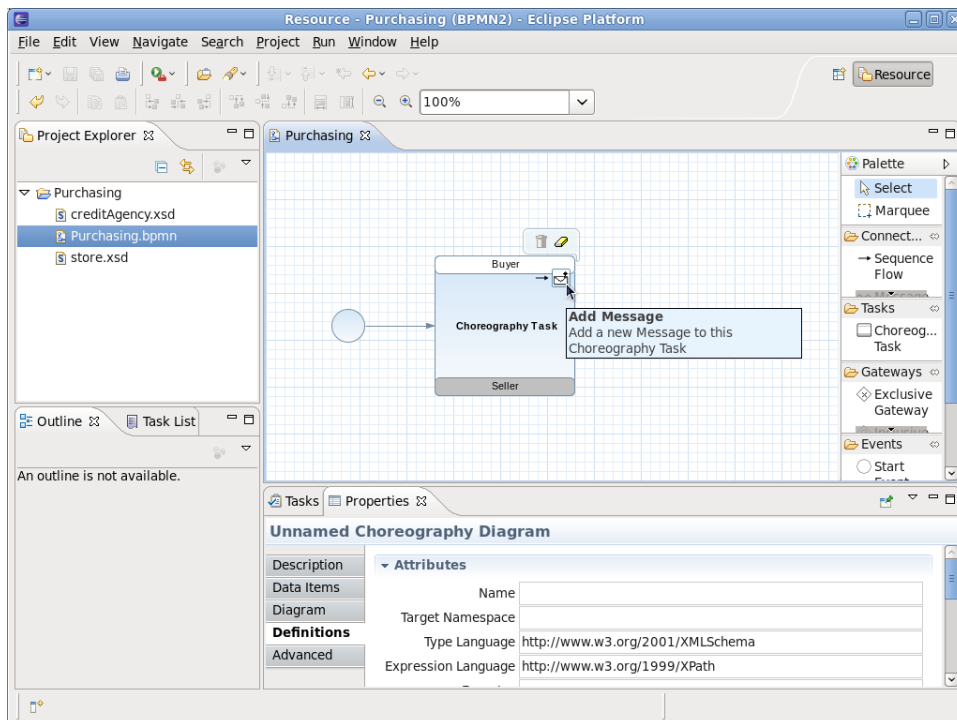 Resource - Purchasing (BPMN2) - Eclipse Platform
File Edit View Navigate Search Project Run Window Help
Resource
100%
Project Explorer
Purchasing
creditAgency.xsd
Purchasing.bpmn
store.xsd
Outline
Task List
An outline is not available.
Purchasing
Buyer
Choreography Task
Seller
Add Message
Add a new Message to this
Choreography Task
Palette
Select
Marquee
Connect...
Sequence
Flow
Tasks
Choreog...
Task
Gateways
Exclusive
Gateway
Events
Start
Tasks
Properties
Unnamed Choreography Diagram
Description
Data Items
Diagram
Definitions
Advanced
Attributes
Name
Target Namespace
Type Language http://www.w3.org/2001/XMLSchema
Expression Language http://www.w3.org/1999/XPath